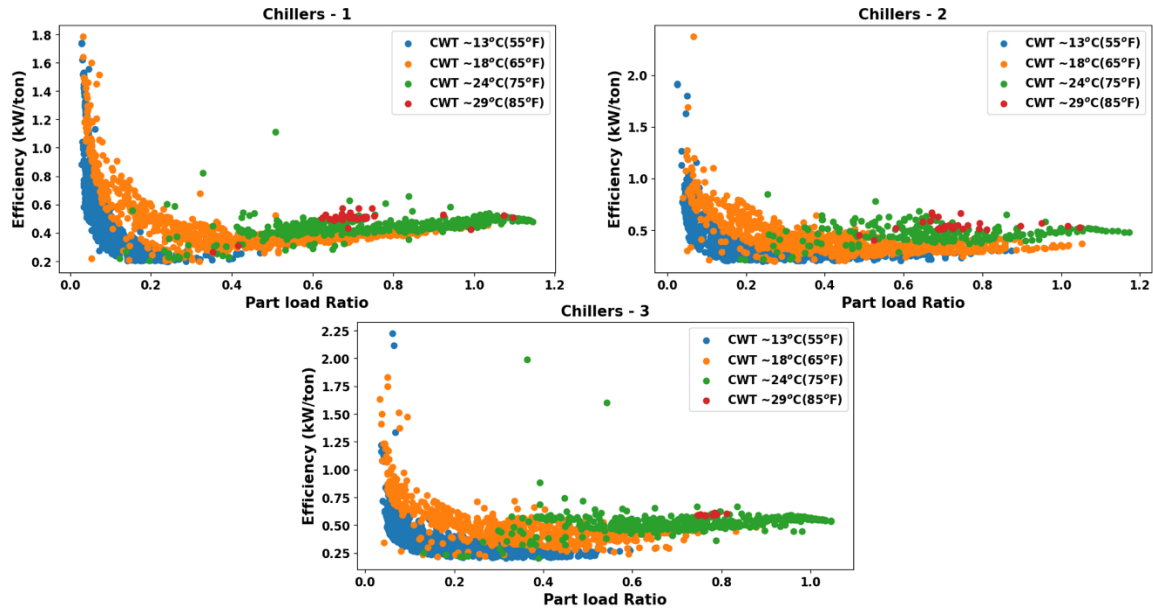 Chillers - 1
Efficiency (kW/ton)
1.8
1.6
1.4
1.2
1.0
0.8
0.6
0.4
0.2
CWT ~13°C(55°F)
CWT ~18°C(65°F)
CWT ~24°C(75°F)
CWT ~29°C(85°F)
0.0 0.2 0.4 0.6 0.8 1.0 1.2
Part load Ratio
Chillers - 2
Efficiency (kW/ton)
2.0
1.5
1.0
0.5
CWT ~13°C(55°F)
CWT ~18°C(65°F)
CWT ~24°C(75°F)
CWT ~29°C(85°F)
0.0 0.2 0.4 0.6 0.8 1.0 1.2
Part load Ratio
Chillers - 3
Efficiency (kW/ton)
2.25
2.00
1.75
1.50
1.25
1.00
0.75
0.50
0.25
CWT ~13°C(55°F)
CWT ~18°C(65°F)
CWT ~24°C(75°F)
CWT ~29°C(85°F)
0.0 0.2 0.4 0.6 0.8 1.0
Part load Ratio